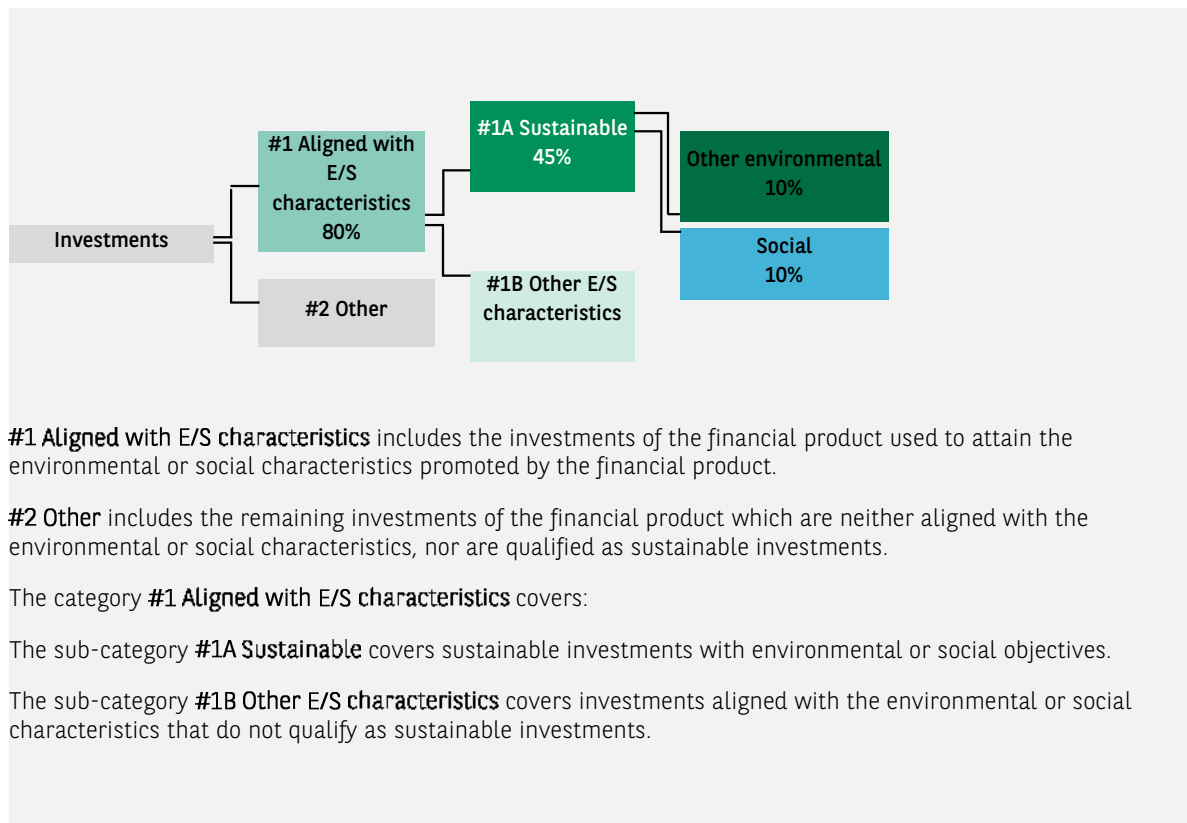 #1A Sustainable
45%
#1 Aligned with
E/S
characteristics
80%
Other environmental
10%
Investments
Social
10%
#1B Other E/S
characteristics
#2 Other
#1 Aligned with E/S characteristics includes the investments of the financial product used to attain the
environmental or social characteristics promoted by the financial product.
#2 Other includes the remaining investments of the financial product which are neither aligned with the
environmental or social characteristics, nor are qualified as sustainable investments.
The category #1 Aligned with E/S characteristics covers:
The sub-category #1A Sustainable covers sustainable investments with environmental or social objectives.
The sub-category #1B Other E/S characteristics covers investments aligned with the environmental or social
characteristics that do not qualify as sustainable investments.